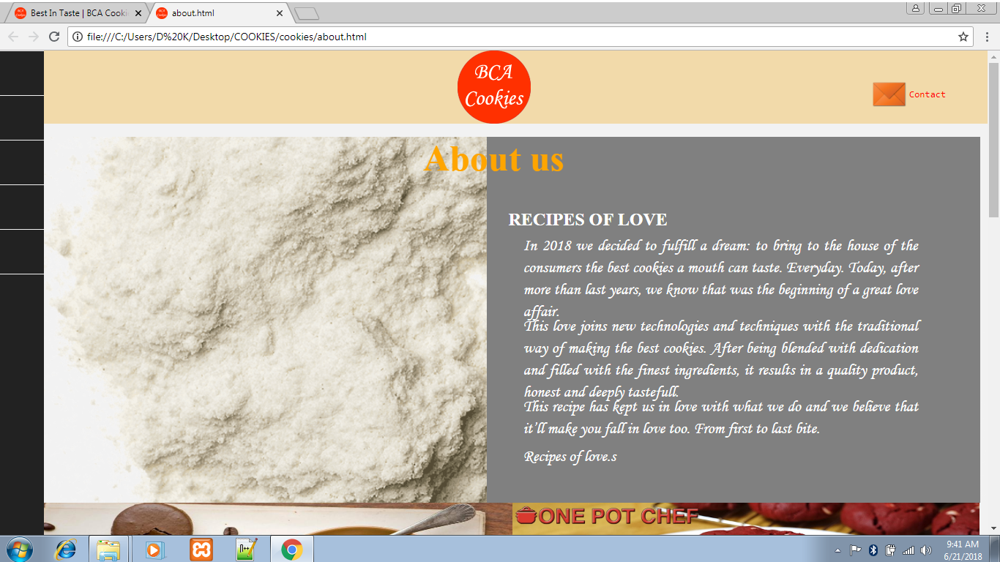 Best In Taste | BCA Cooki
about.html
file:///C:/Users/D%20K/Desktop/COOKIES/cookies/about.html
BCA
Cookies
Contact
About us
RECIPES OF LOVE
In 2018 we decided to fulfill a dream: to bring to the house of the
consumers the best cookies a mouth can taste. Everyday. Today, after
more than last years, we know that was the beginning of a great love
affair.
This love joins new technologies and techniques with the traditional
way of making the best cookies. After being blended with dedication
and filled with the finest ingredients, it results in a quality product,
honest and deeply tastefull.
This recipe has kept us in love with what we do and we believe that
it'll make you fall in love too. From first to last bite.
Recipes of love.s
ONE POT CHEF
9:41 AM
6/21/2018